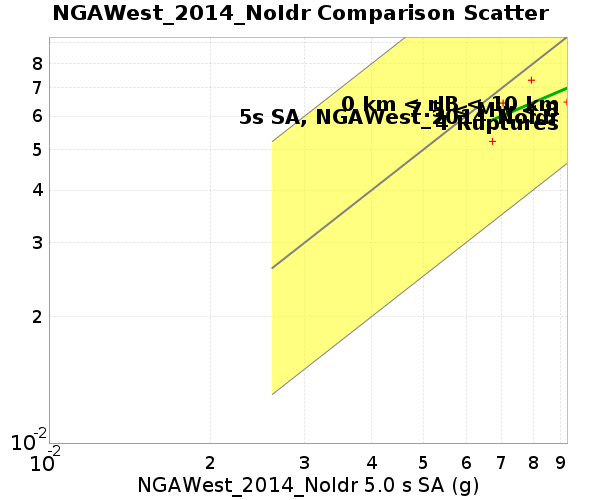 NGAWest_2014_NoIdr Comparison Scatter
8
7
6
5
4
3
2
10-2
0 km < rJB < 10 km
5s SA, NGAWest_2014_NoIdr
4 Ruptures
10-2
2 3 4 5 6 7 8 9
NGAWest_2014_NoIdr 5.0 s SA (g)